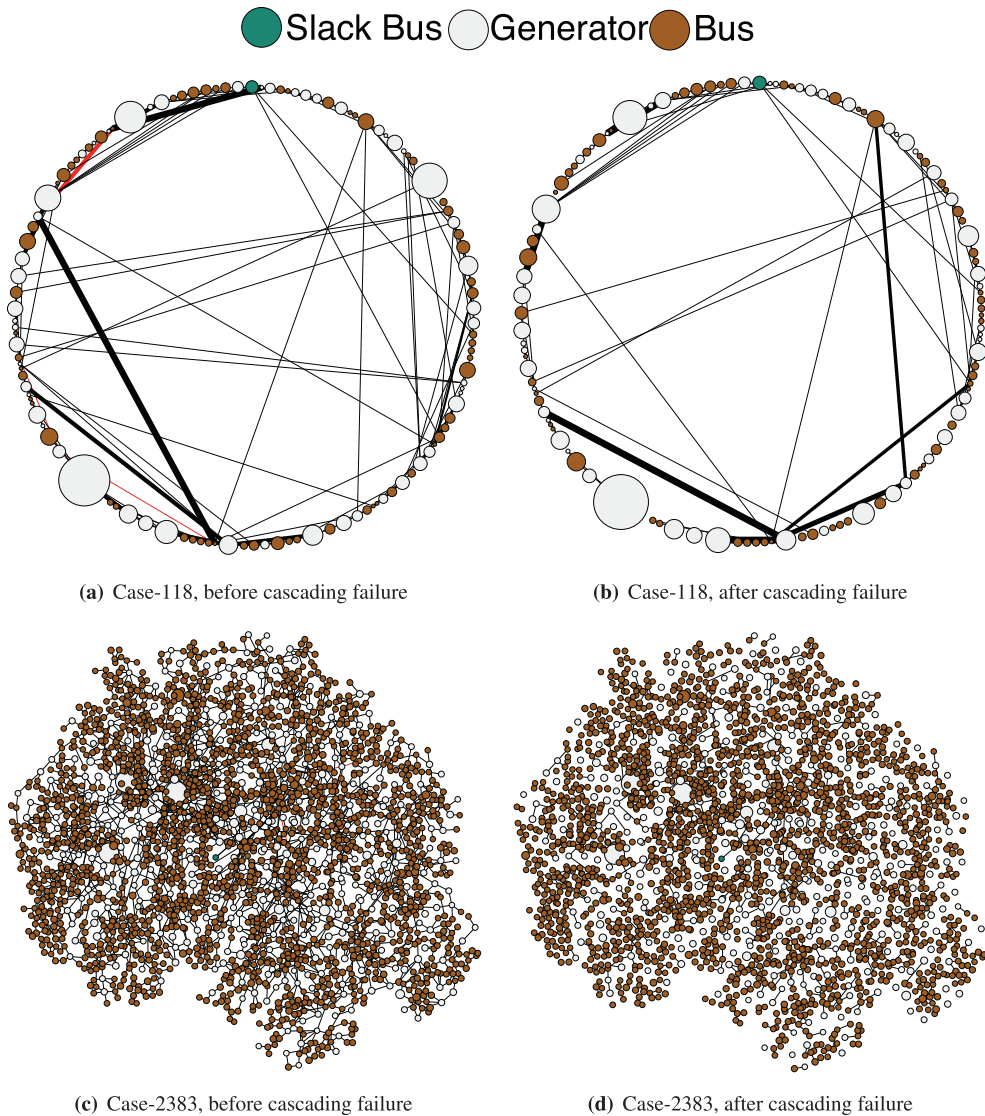 Slack Bus Generator Bus
(a) Case-118, before cascading failure
(b) Case-118, after cascading failure
(c) Case-2383, before cascading failure
(d) Case-2383, after cascading failure